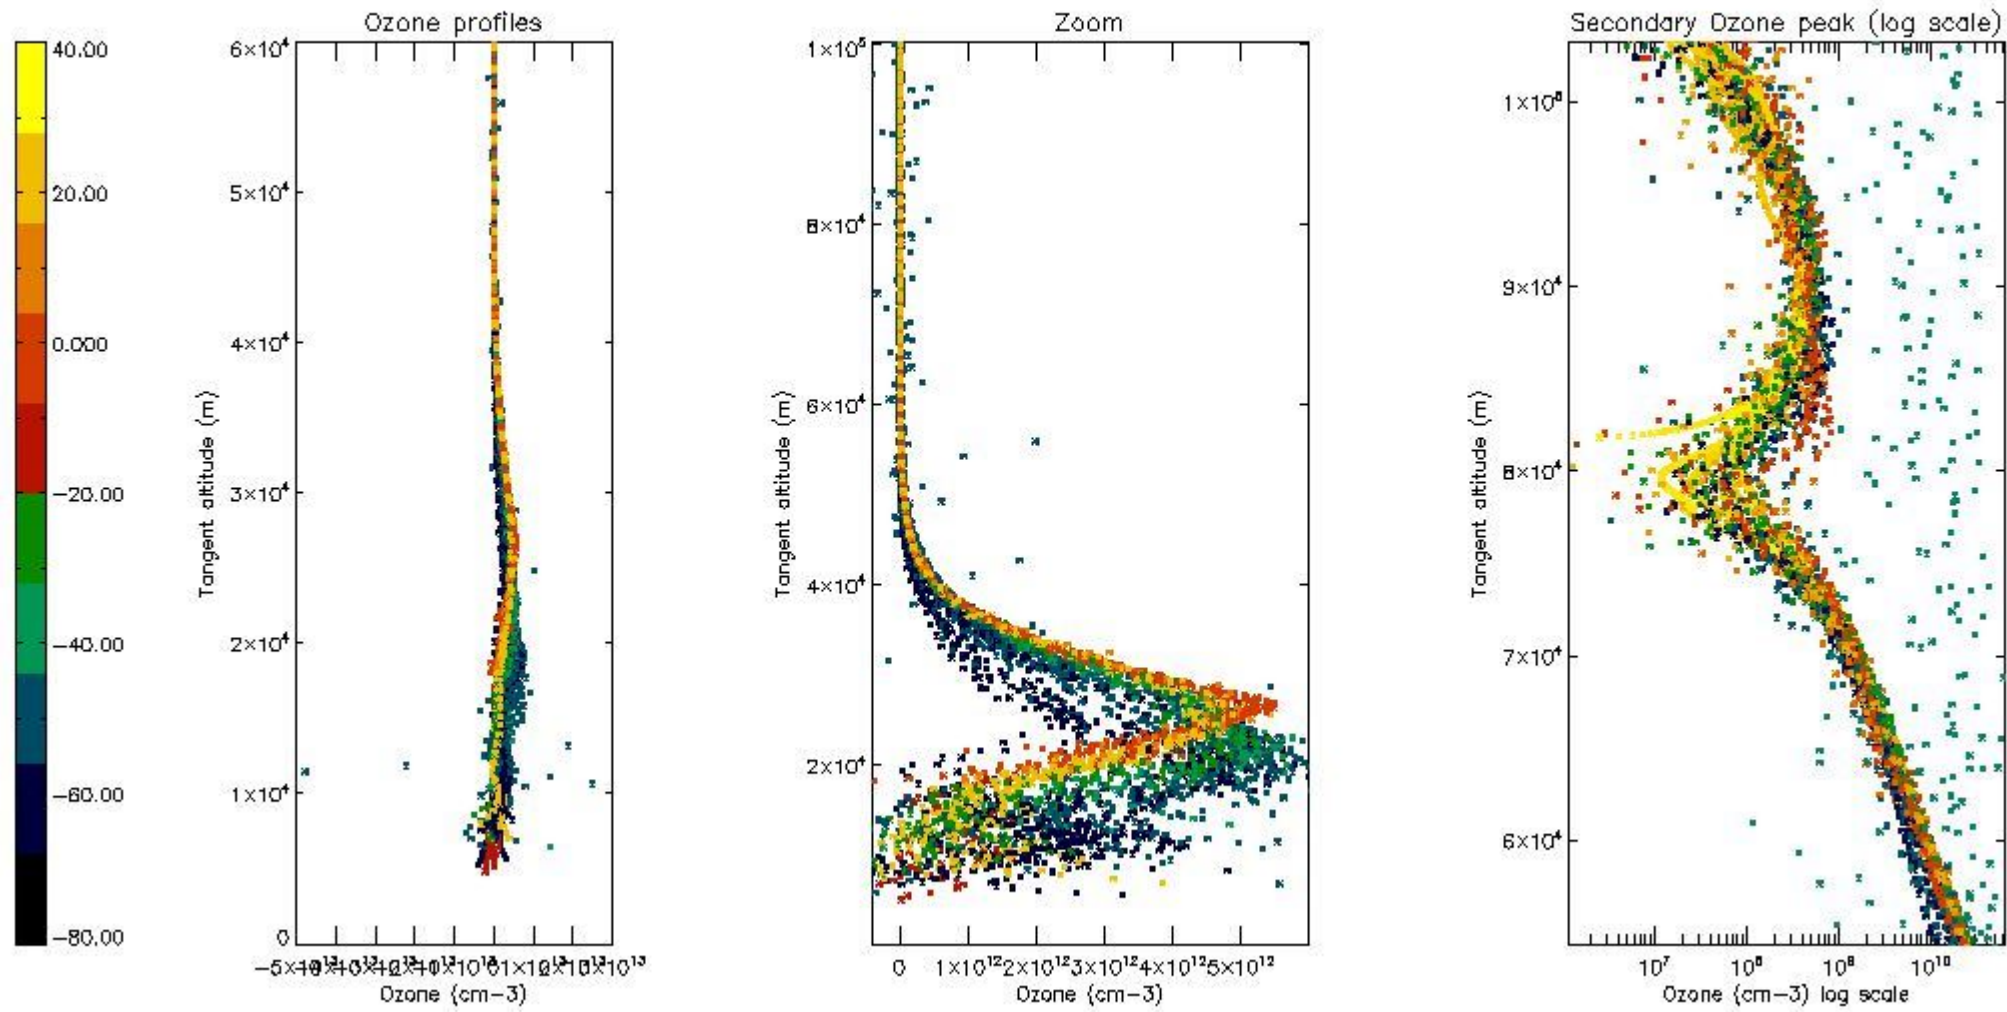 Ozone profiles
Zoom
Secondary Ozone peak (log scale)
40.00
20.00
0.000
−20.00
−40.00
−60.00
−80.00
6×10⁴
5×10⁴
4×10⁴
3×10⁴
2×10⁴
1×10⁴
0
Tangent altitude (m)
Ozone (cm−3)
1×10⁵
8×10⁴
6×10⁴
4×10⁴
2×10⁴
Tangent altitude (m)
0 1×10¹² 2×10¹² 3×10¹² 4×10¹² 5×10¹²
Ozone (cm−3)
9×10⁴
8×10⁴
7×10⁴
6×10⁴
Tangent altitude (m)
10⁷ 10⁸ 10⁹ 10¹⁰
Ozone (cm−3) log scale